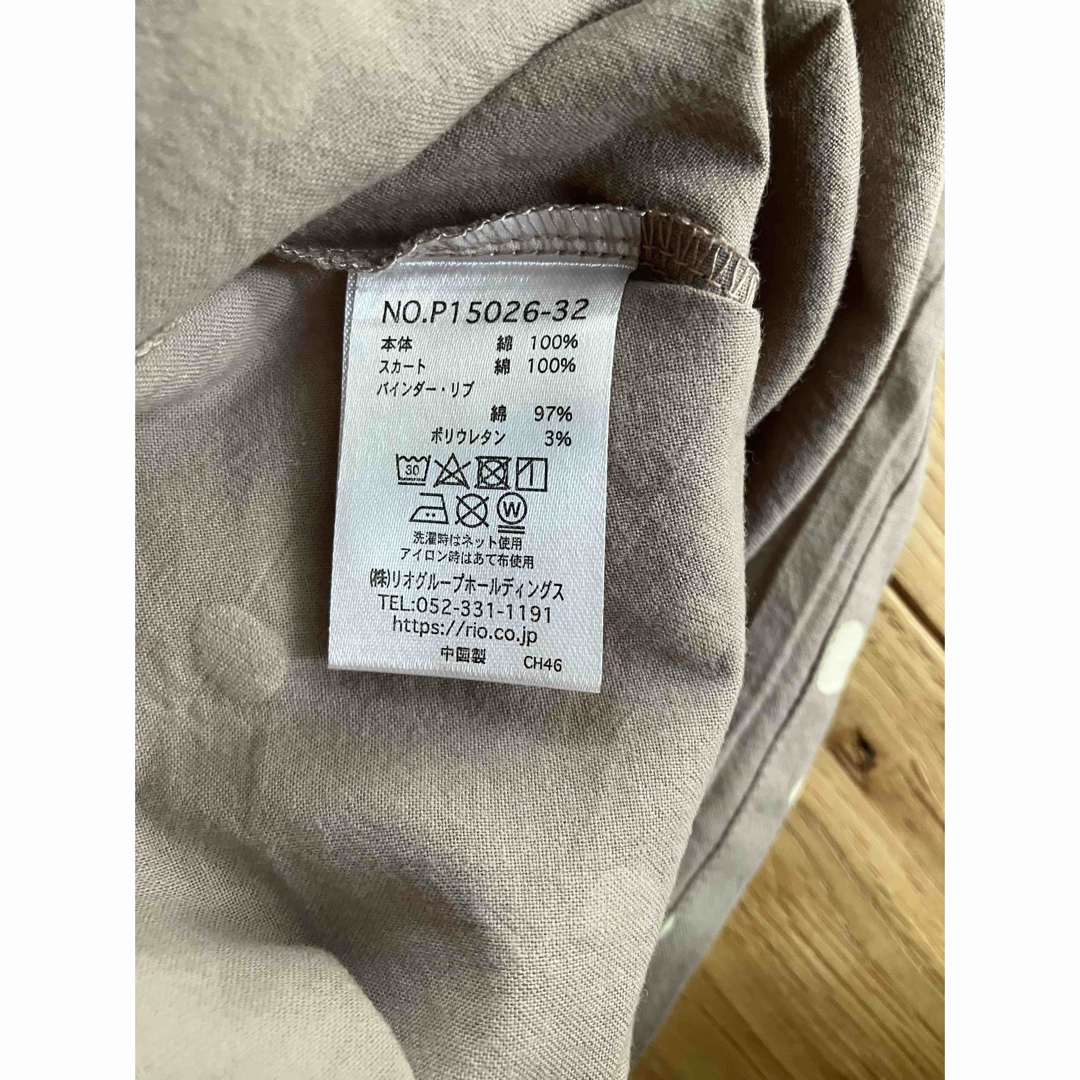 NO.P15026-32
本体 綿 100%
スカート 綿 100%
バインダー・リブ
綿 97%
ポリウレタン 3%
30
W
洗濯時はネット使用
アイロン時はあて布使用
(株)リオグループホールディングス
TEL:052-331-1191
https://rio.co.jp
中国製 CH46